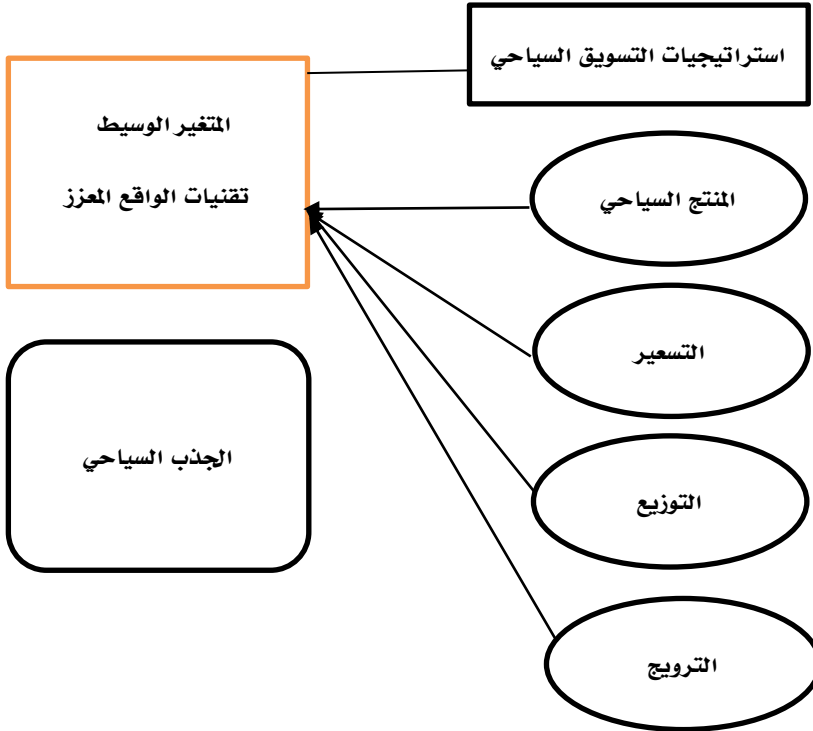 استراتيجيات التسويق السياحي
المتغير الوسيط
تقنيات الواقع المعزز
المنتج السياحي
التسعير
الجذب السياحي
التوزيع
الترويج